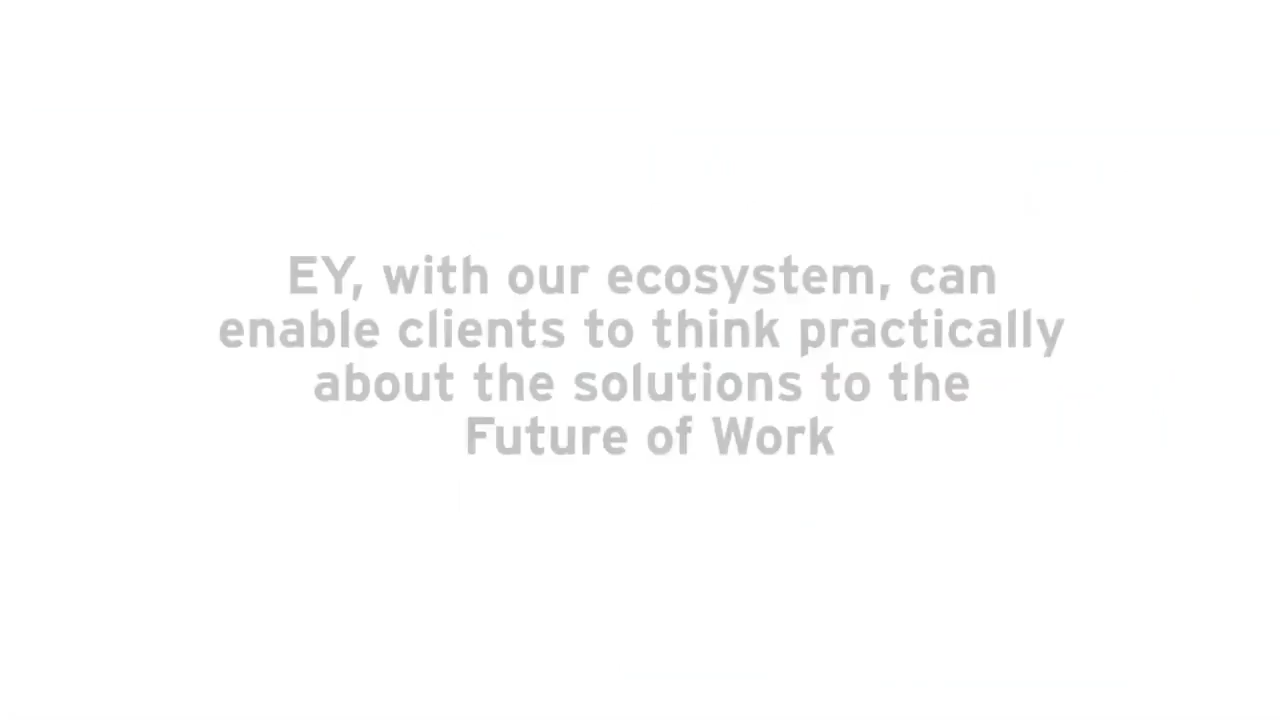 EY, with our ecosystem, can
enable clients to think practically
about the solutions to the
Future of Work